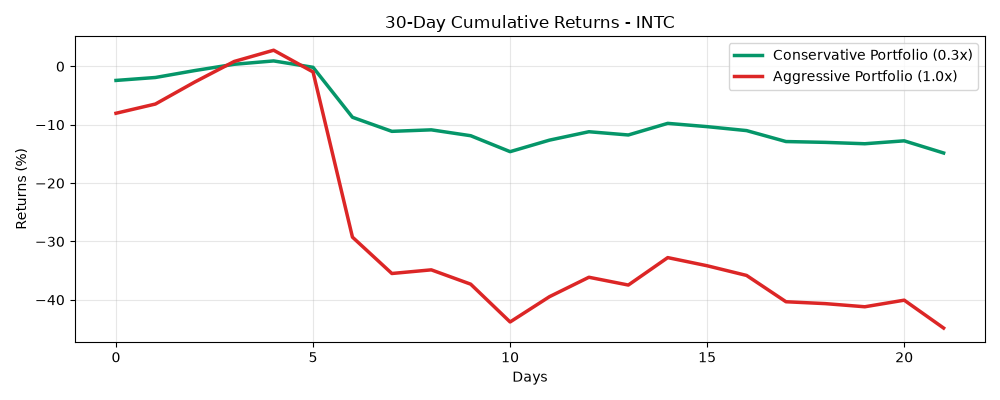 30-Day Cumulative Returns - INTC
Conservative Portfolio (0.3x)
Aggressive Portfolio (1.0x)
Returns (%)
0
−10
−20
−30
−40
0
5
10
15
20
Days